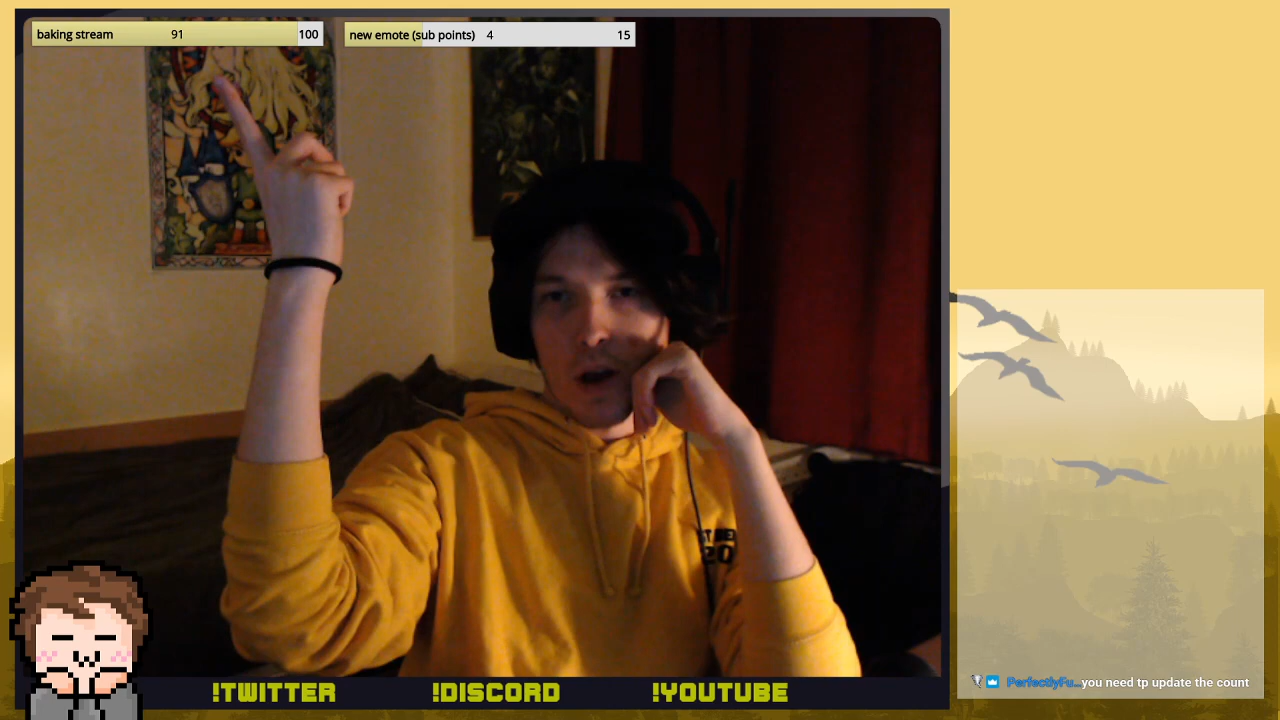 baking stream 91 100
new emote (sub points) 4 15
20
!TWITTER !DISCORD !YOUTUBE
PerfectlyFu... you need tp update the count